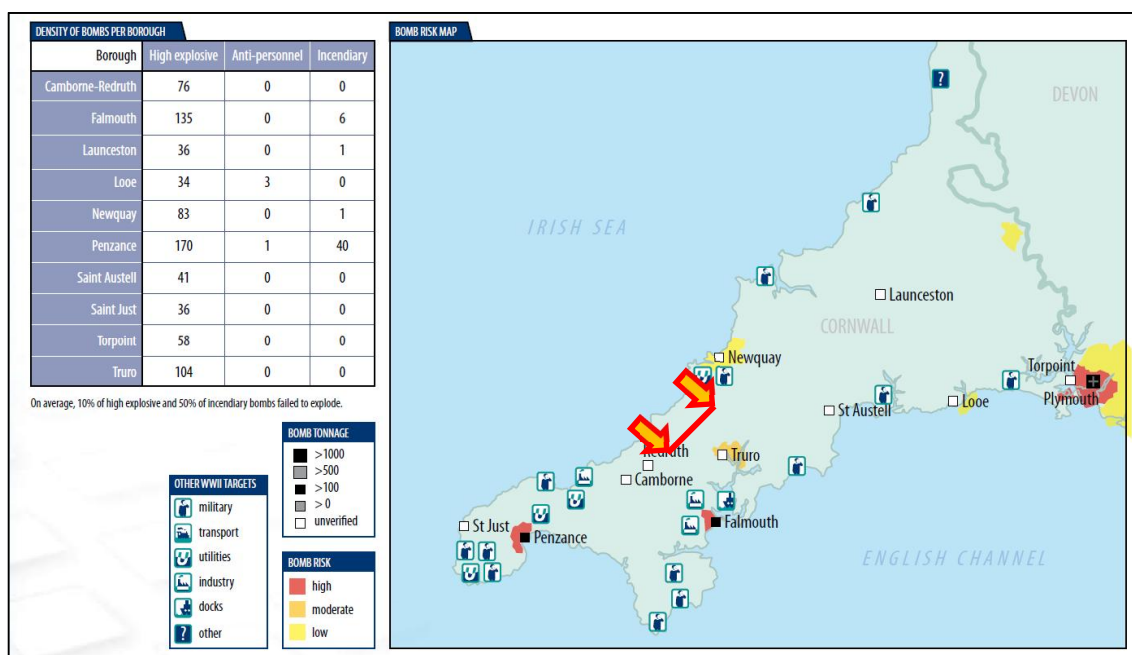 DENSITY OF BOMBS PER BOROUGH
Borough High explosive Anti-personnel Incendiary
Camborne-Redruth 76 0 0
Falmouth 135 0 6
Launceston 36 0 1
Looe 34 3 0
Newquay 83 0 1
Penzance 170 1 40
Saint Austell 41 0 0
Saint Just 36 0 0
Torpoint 58 0 0
Truro 104 0 0
On average, 10% of high explosive and 50% of incendiary bombs failed to explode.
OTHER WWII TARGETS
military
transport
utilities
industry
docks
? other
BOMB TONNAGE
>1000
>500
>100
> 0
unverified
BOMB RISK
high
moderate
low
BOMB RISK MAP
?
DEVON
IRISH SEA
Launceston
CORNWALL
Newquay
Torpoint
Plymouth
Looe
St Austell
Redruth
Truro
Camborne
St Just
Penzance
Falmouth
ENGLISH CHANNEL